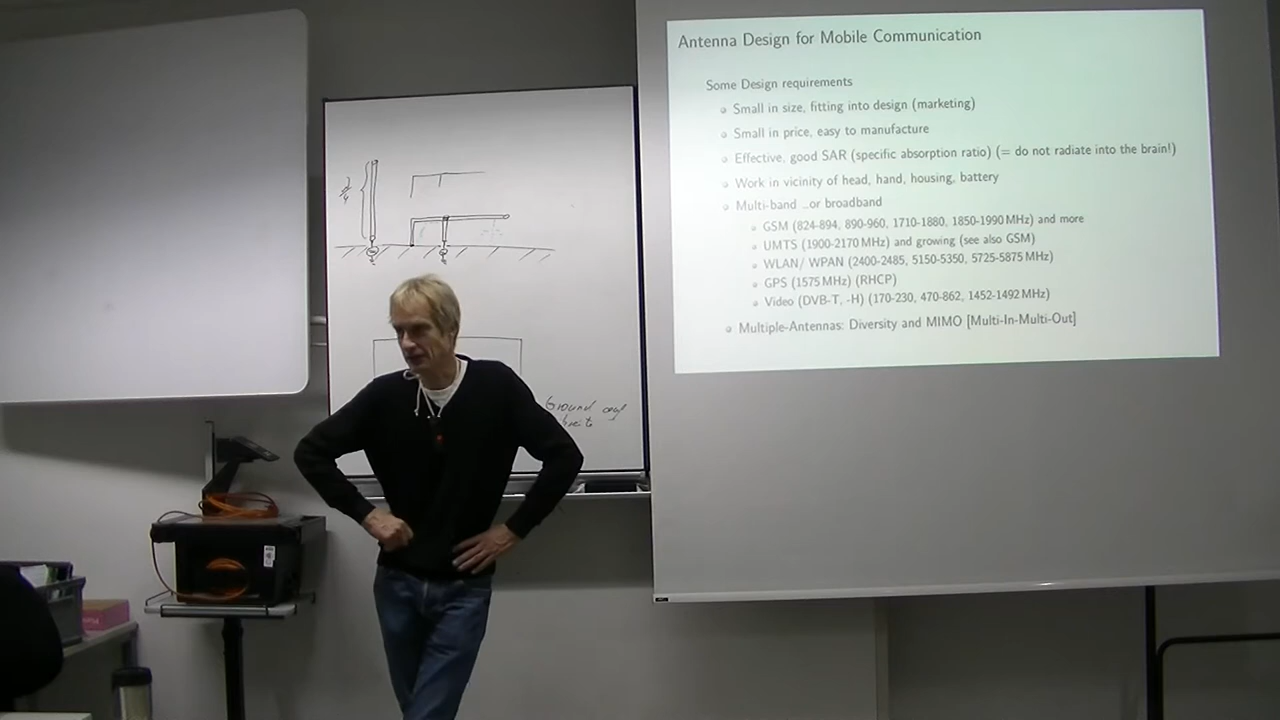 λ/4
Ground
Antenna Design for Mobile Communication
Some Design requirements
Small in size, fitting into design (marketing)
Small in price, easy to manufacture
Effective, good SAR (specific absorption ratio) (= do not radiate into the brain!)
Work in vicinity of head, hand, housing, battery
Multi-band ...or broadband
GSM (824-894, 890-960, 1710-1880, 1850-1990 MHz) and more
UMTS (1900-2170 MHz) and growing (see also GSM)
WLAN/ WPAN (2400-2485, 5150-5350, 5725-5875 MHz)
GPS (1575 MHz) (RHCP)
Video (DVB-T, -H) (170-230, 470-862, 1452-1492 MHz)
Multiple-Antennas: Diversity and MIMO [Multi-In-Multi-Out]